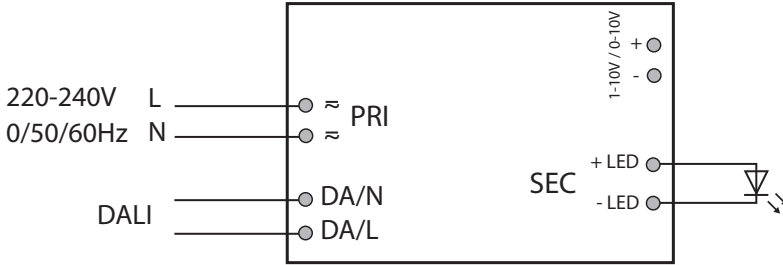 220-240V L
0/50/60Hz N
≂ PRI
≂
DALI
DA/N
DA/L
1-10V / 0-10V
+
-
SEC
+ LED
- LED